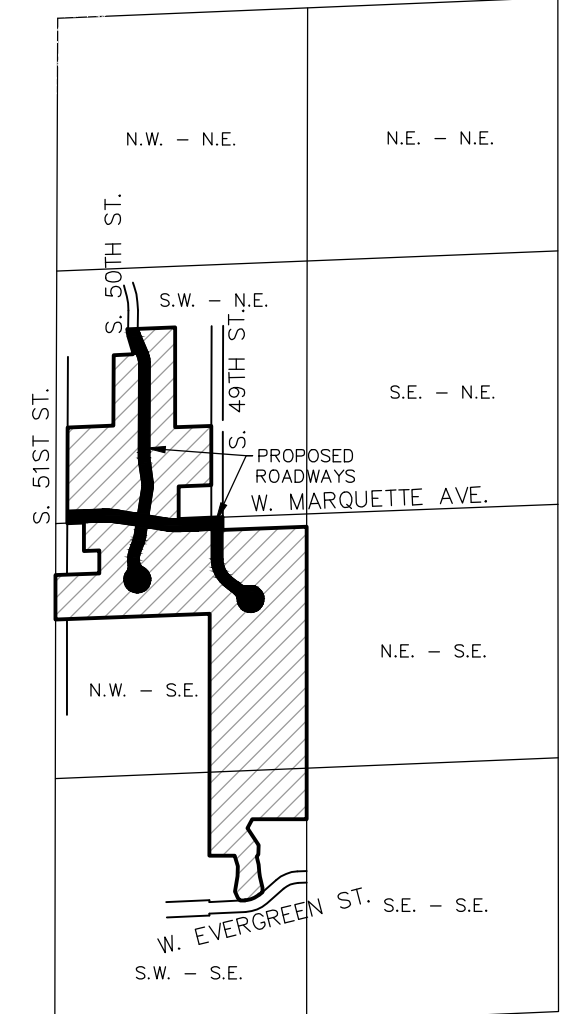 N.W. – N.E.
N.E. – N.E.
S. 50TH ST.
S.W. – N.E.
S. 49TH ST.
S.E. – N.E.
S. 51ST ST.
PROPOSED
ROADWAYS
W. MARQUETTE AVE.
N.E. – S.E.
N.W. – S.E.
W. EVERGREEN ST.
S.E. – S.E.
S.W. – S.E.